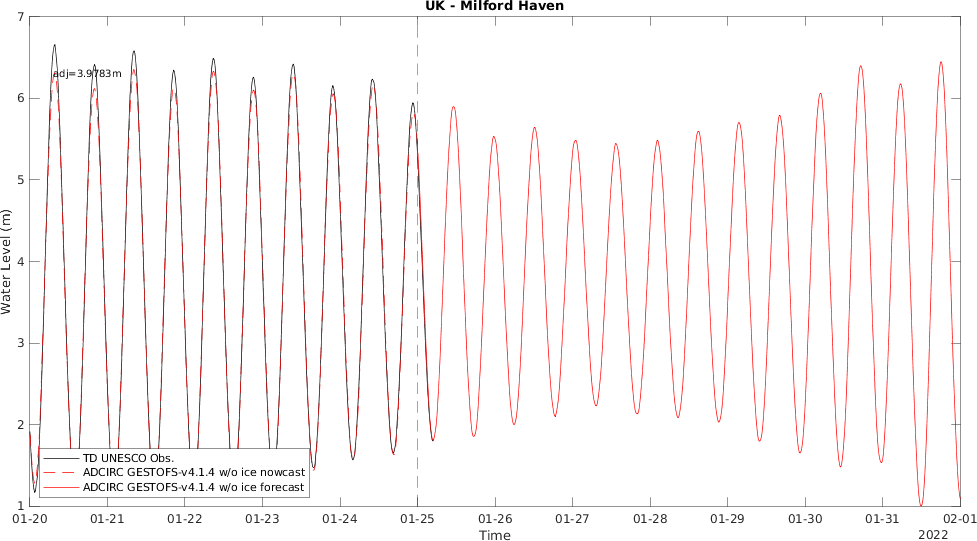 UK - Milford Haven
7
6
5
4
3
2
1
Water Level (m)
adj=3.9783m
TD UNESCO Obs.
ADCIRC GESTOFS-v4.1.4 w/o ice nowcast
ADCIRC GESTOFS-v4.1.4 w/o ice forecast
01-20 01-21 01-22 01-23 01-24 01-25 01-26 01-27 01-28 01-29 01-30 01-31 02-01
Time
2022